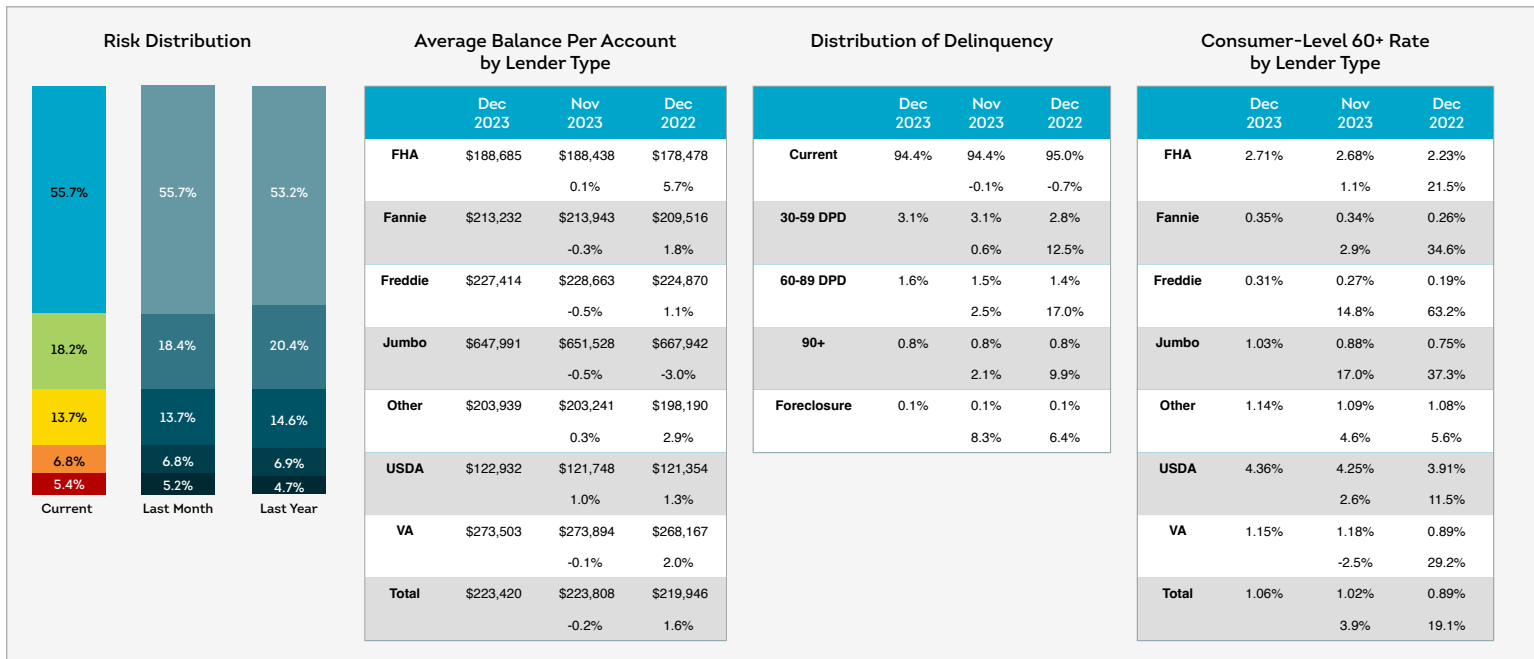 Risk Distribution
55.7%
18.2%
13.7%
6.8%
5.4%
Current
55.7%
18.4%
13.7%
6.8%
5.2%
Last Month
53.2%
20.4%
14.6%
6.9%
4.7%
Last Year
Average Balance Per Account
by Lender Type
Dec Nov Dec
2023 2023 2022
FHA $188,685 $188,438 $178,478
0.1% 5.7%
Fannie $213,232 $213,943 $209,516
-0.3% 1.8%
Freddie $227,414 $228,663 $224,870
-0.5% 1.1%
Jumbo $647,991 $651,528 $667,942
-0.5% -3.0%
Other $203,939 $203,241 $198,190
0.3% 2.9%
USDA $122,932 $121,748 $121,354
1.0% 1.3%
VA $273,503 $273,894 $268,167
-0.1% 2.0%
Total $223,420 $223,808 $219,946
-0.2% 1.6%
Distribution of Delinquency
Dec Nov Dec
2023 2023 2022
Current 94.4% 94.4% 95.0%
-0.1% -0.7%
30-59 DPD 3.1% 3.1% 2.8%
0.6% 12.5%
60-89 DPD 1.6% 1.5% 1.4%
2.5% 17.0%
90+ 0.8% 0.8% 0.8%
2.1% 9.9%
Foreclosure 0.1% 0.1% 0.1%
8.3% 6.4%
Consumer-Level 60+ Rate
by Lender Type
Dec Nov Dec
2023 2023 2022
FHA 2.71% 2.68% 2.23%
1.1% 21.5%
Fannie 0.35% 0.34% 0.26%
2.9% 34.6%
Freddie 0.31% 0.27% 0.19%
14.8% 63.2%
Jumbo 1.03% 0.88% 0.75%
17.0% 37.3%
Other 1.14% 1.09% 1.08%
4.6% 5.6%
USDA 4.36% 4.25% 3.91%
2.6% 11.5%
VA 1.15% 1.18% 0.89%
-2.5% 29.2%
Total 1.06% 1.02% 0.89%
3.9% 19.1%